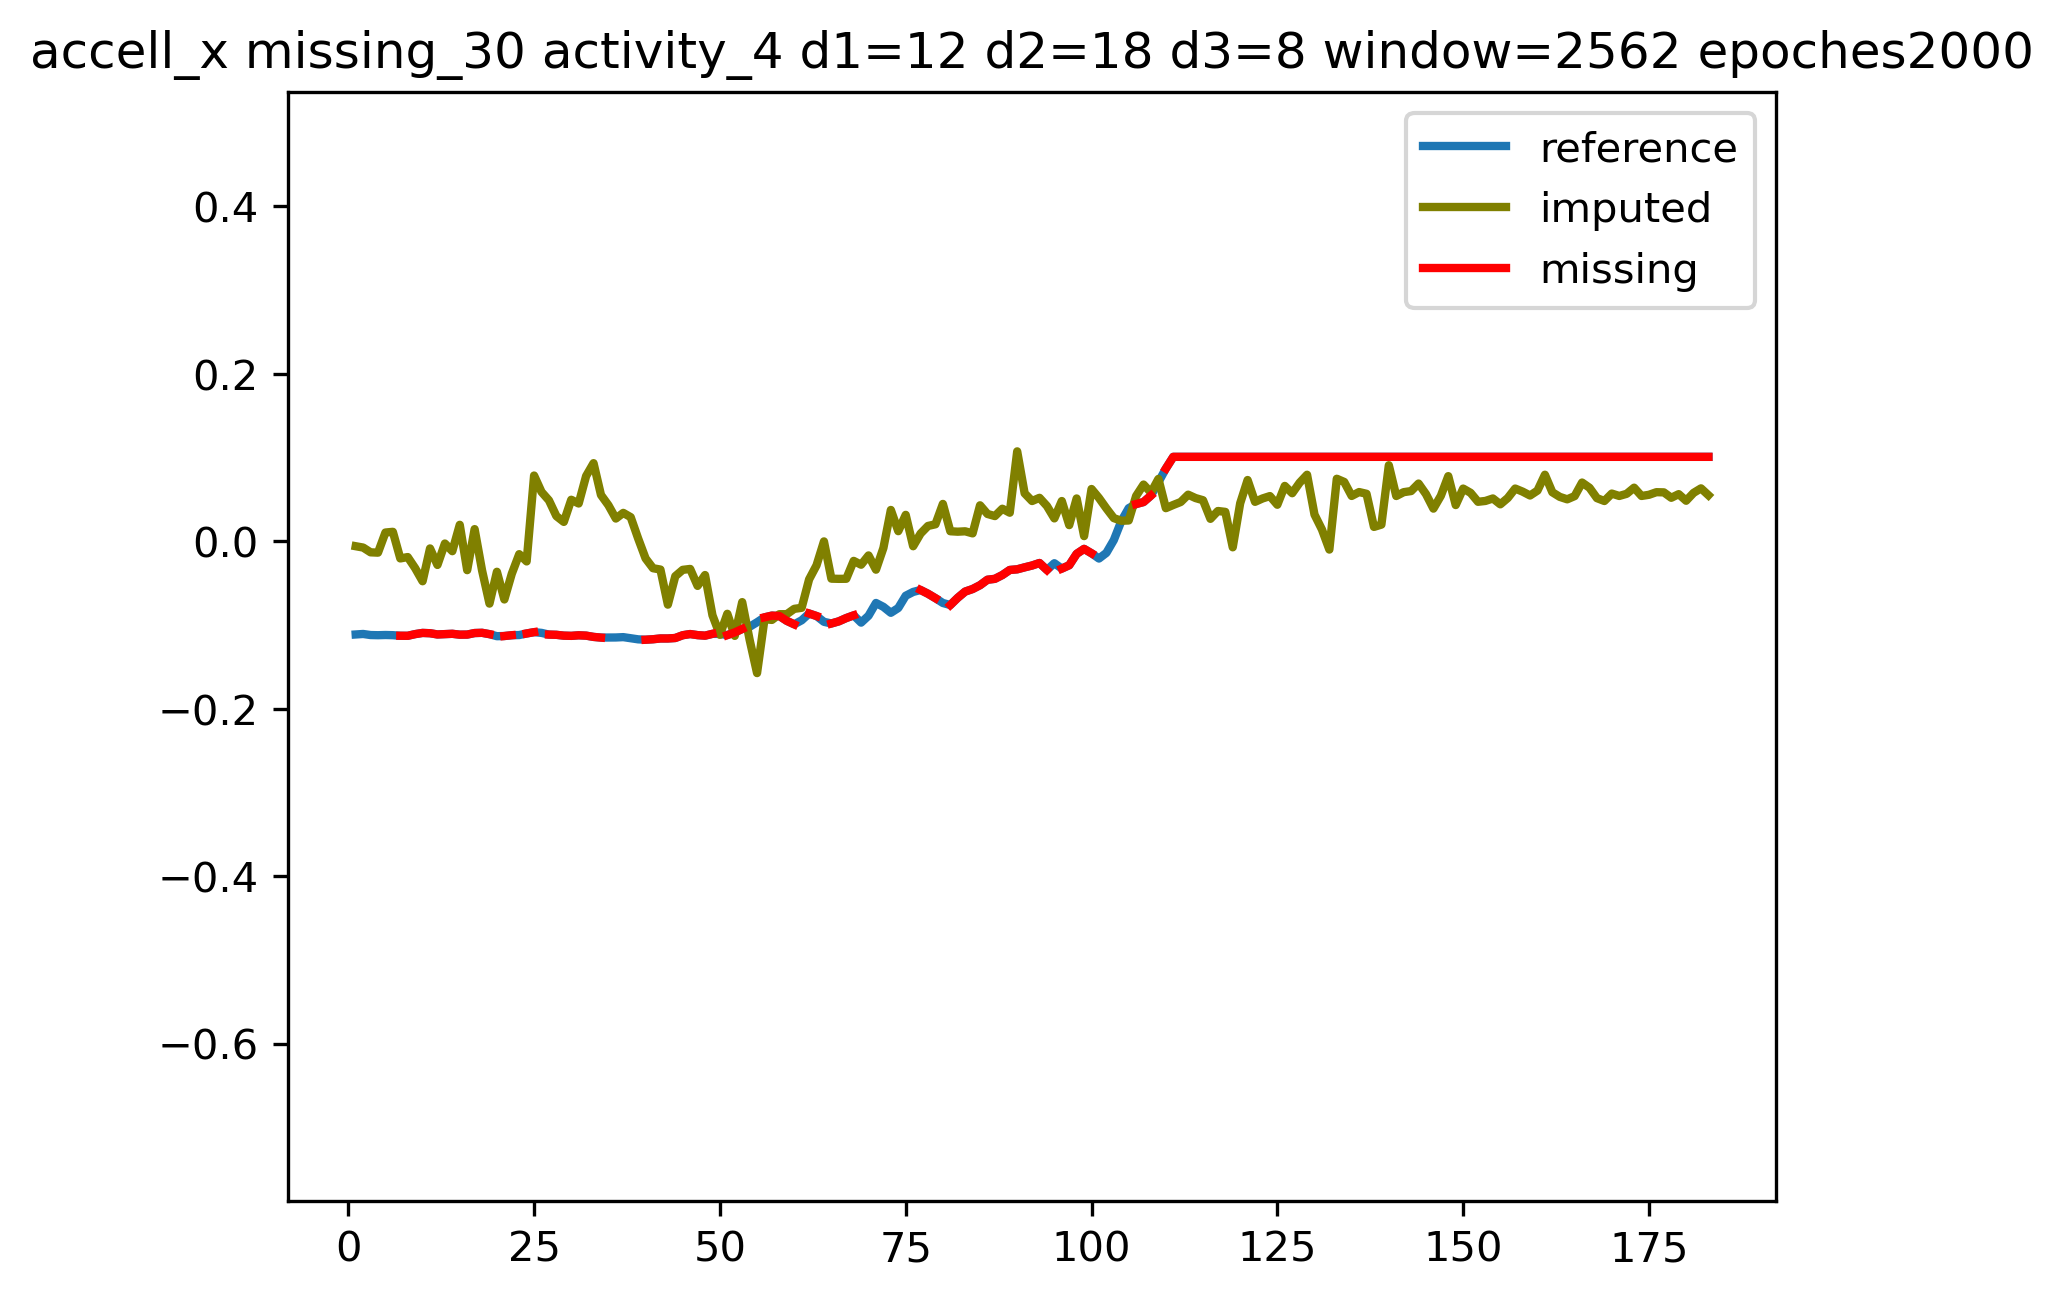 accell_x missing_30 activity_4 d1=12 d2=18 d3=8 window=2562 epoches2000
reference
imputed
missing
0.4
0.2
0.0
−0.2
−0.4
−0.6
0 25 50 75 100 125 150 175